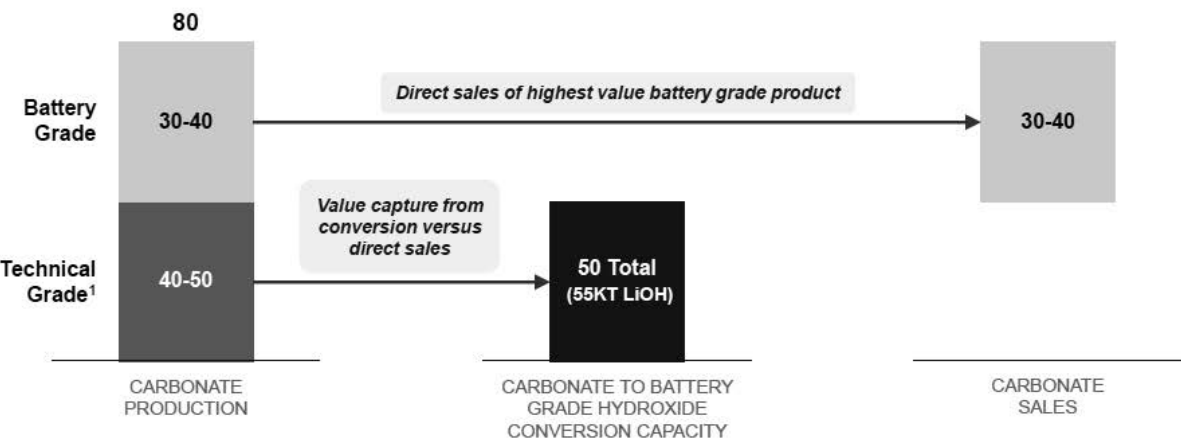 80
Battery
Grade
30-40
Direct sales of highest value battery grade product
30-40
Value capture from
conversion versus
direct sales
Technical
Grade¹
40-50
50 Total
(55KT LiOH)
CARBONATE
PRODUCTION
CARBONATE TO BATTERY
GRADE HYDROXIDE
CONVERSION CAPACITY
CARBONATE
SALES